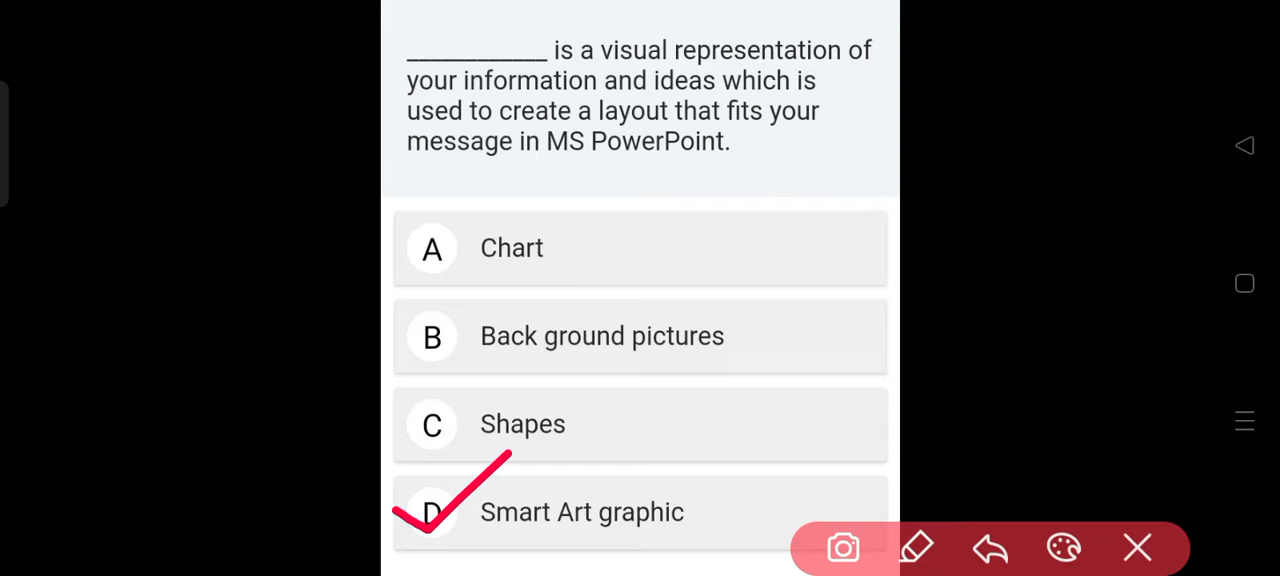 ____________ is a visual representation of
your information and ideas which is
used to create a layout that fits your
message in MS PowerPoint.
A Chart
B Back ground pictures
C Shapes
D Smart Art graphic